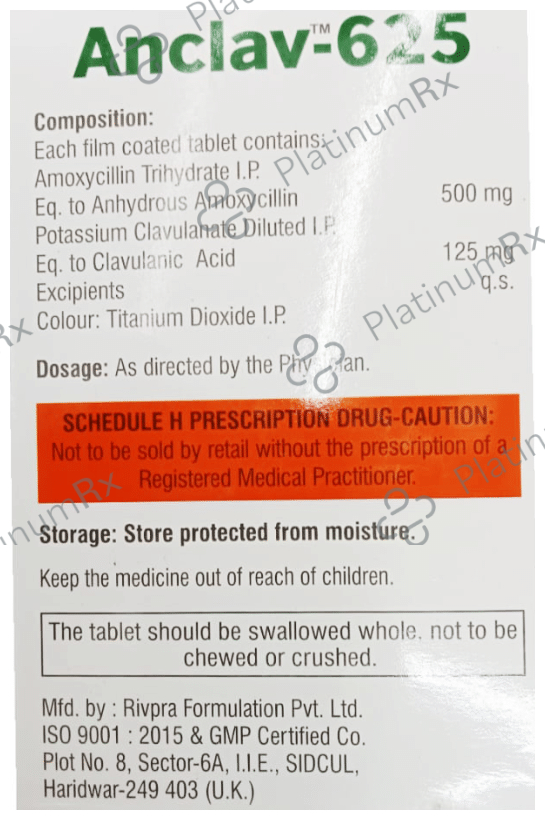 Anclav™-625
Composition:
Each film coated tablet contains:
Amoxycillin Trihydrate I.P.
Eq. to Anhydrous Amoxycillin 500 mg
Potassium Clavulanate Diluted I.P.
Eq. to Clavulanic Acid 125 mg
Excipients q.s.
Colour: Titanium Dioxide I.P.
Dosage: As directed by the Physician.
SCHEDULE H PRESCRIPTION DRUG-CAUTION:
Not to be sold by retail without the prescription of a
Registered Medical Practitioner.
Storage: Store protected from moisture.
Keep the medicine out of reach of children.
The tablet should be swallowed whole. not to be
chewed or crushed.
Mfd. by : Rivpra Formulation Pvt. Ltd.
ISO 9001 : 2015 & GMP Certified Co.
Plot No. 8, Sector-6A, I.I.E., SIDCUL,
Haridwar-249 403 (U.K.)
PlatinumRx
PlatinumRx